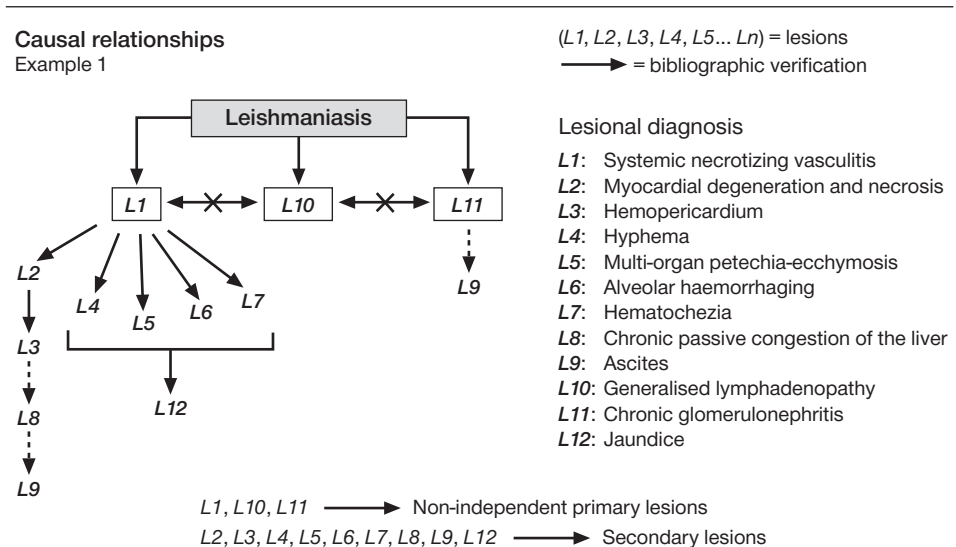 Causal relationships
Example 1
(L1, L2, L3, L4, L5... Ln) = lesions
= bibliographic verification
Leishmaniasis
L1
L10
L11
L2
L4
L5
L6
L7
L9
L3
L12
L8
L9
Lesional diagnosis
L1: Systemic necrotizing vasculitis
L2: Myocardial degeneration and necrosis
L3: Hemopericardium
L4: Hyphema
L5: Multi-organ petechia-ecchymosis
L6: Alveolar haemorrhaging
L7: Hematochezia
L8: Chronic passive congestion of the liver
L9: Ascites
L10: Generalised lymphadenopathy
L11: Chronic glomerulonephritis
L12: Jaundice
L1, L10, L11 Non-independent primary lesions
L2, L3, L4, L5, L6, L7, L8, L9, L12 Secondary lesions